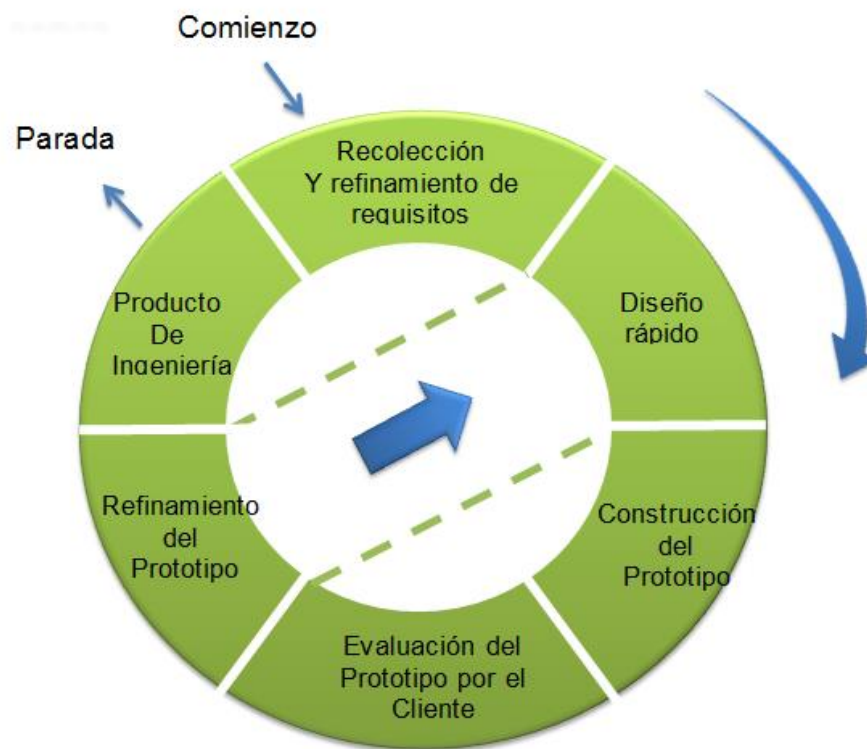 Comienzo
Parada
Recolección
Y refinamiento de
requisitos
Diseño
rápido
Construcción
del
Prototipo
Evaluación del
Prototipo por el
Cliente
Refinamiento
del
Prototipo
Producto
De
Ingeniería